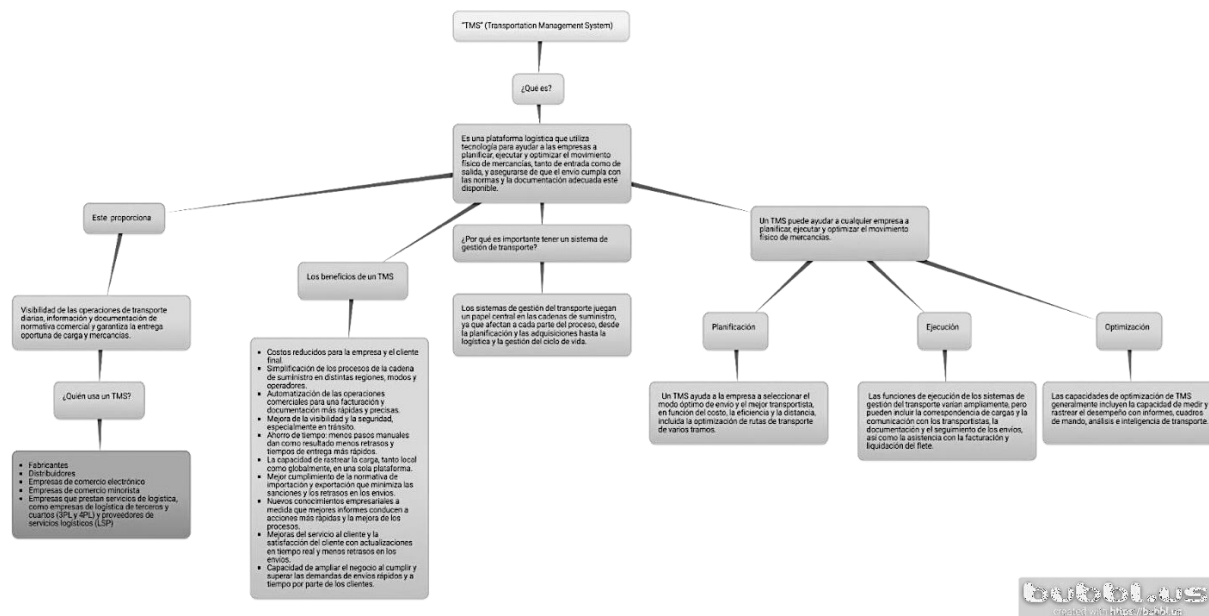 "TMS" (Transportation Management System)
¿Qué es?
Es una plataforma logística que utiliza
tecnología para ayudar a las empresas a
planificar, ejecutar y optimizar el movimiento
físico de mercancías, tanto de entrada como de
salida, y asegurarse de que el envío cumpla con
las normas y la documentación adecuada esté
disponible.
Este proporciona
Visibilidad de las operaciones de transporte
diarias, información y documentación de
normativa comercial y garantiza la entrega
oportuna de carga y mercancías.
¿Quién usa un TMS?
• Fabricantes
• Distribuidores
• Empresas de comercio electrónico
• Empresas de comercio minorista
• Empresas que prestan servicios de logística,
como empresas de logística de terceros y
cuartos (3PL y 4PL) y proveedores de
servicios logísticos (LSP)
Los beneficios de un TMS
• Costos reducidos para la empresa y el cliente
final.
• Simplificación de los procesos de la cadena
de suministro en distintas regiones, modos y
operadores.
• Automatización de las operaciones
comerciales para una facturación y
documentación más rápidas y precisas.
• Mejora de la visibilidad y la seguridad,
especialmente en tránsito.
• Ahorro de tiempo: menos pasos manuales
dan como resultado menos retrasos y
tiempos de entrega más rápidos.
• La capacidad de rastrear la carga, tanto local
como globalmente, en una sola plataforma.
• Mejor cumplimiento de la normativa de
importación y exportación que minimiza las
sanciones y los retrasos en los envíos.
• Nuevos conocimientos empresariales a
medida que mejores informes conducen a
acciones más rápidas y la mejora de los
procesos.
• Mejoras del servicio al cliente y la
satisfacción del cliente con actualizaciones
en tiempo real y menos retrasos en los
envíos.
• Capacidad de ampliar el negocio al cumplir y
superar las demandas de envíos rápidos y a
tiempo por parte de los clientes.
¿Por qué es importante tener un sistema de
gestión de transporte?
Los sistemas de gestión del transporte juegan
un papel central en las cadenas de suministro,
ya que afectan a cada parte del proceso, desde
la planificación y las adquisiciones hasta la
logística y la gestión del ciclo de vida.
Un TMS puede ayudar a cualquier empresa a
planificar, ejecutar y optimizar el movimiento
físico de mercancías.
Planificación
Un TMS ayuda a la empresa a seleccionar el
modo óptimo de envío y el mejor transportista,
en función del costo, la eficiencia y la distancia,
incluida la optimización de rutas de transporte
de varios tramos.
Ejecución
Las funciones de ejecución de los sistemas de
gestión del transporte varían ampliamente, pero
pueden incluir la correspondencia de cargas y la
comunicación con los transportistas, la
documentación y el seguimiento de los envíos,
así como la asistencia con la facturación y
liquidación del flete.
Optimización
Las capacidades de optimización de TMS
generalmente incluyen la capacidad de medir y
rastrear el desempeño con informes, cuadros
de mando, análisis e inteligencia de transporte.
bubbl.us
created with https://bubbl.us